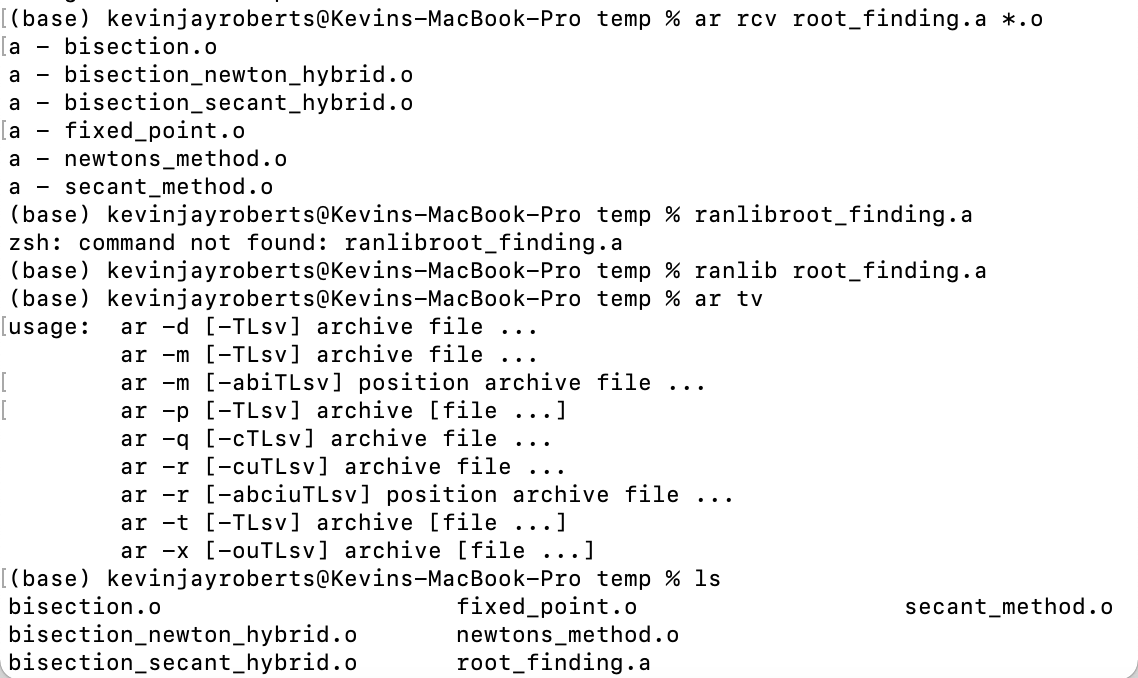 [(base) kevinjayroberts@Kevins-MacBook-Pro temp % ar rcv root_finding.a *.o
[a - bisection.o
a - bisection_newton_hybrid.o
a - bisection_secant_hybrid.o
[a - fixed_point.o
a - newtons_method.o
a - secant_method.o
(base) kevinjayroberts@Kevins-MacBook-Pro temp % ranlibroot_finding.a
zsh: command not found: ranlibroot_finding.a
(base) kevinjayroberts@Kevins-MacBook-Pro temp % ranlib root_finding.a
(base) kevinjayroberts@Kevins-MacBook-Pro temp % ar tv
[usage:  ar -d [-TLsv] archive file ...
        ar -m [-TLsv] archive file ...
[        ar -m [-abiTLsv] position archive file ...
[        ar -p [-TLsv] archive [file ...]
        ar -q [-cTLsv] archive file ...
        ar -r [-cuTLsv] archive file ...
        ar -r [-abciuTLsv] position archive file ...
        ar -t [-TLsv] archive [file ...]
        ar -x [-ouTLsv] archive [file ...]
[(base) kevinjayroberts@Kevins-MacBook-Pro temp % ls
bisection.o                     fixed_point.o                   secant_method.o
bisection_newton_hybrid.o       newtons_method.o
bisection_secant_hybrid.o       root_finding.a